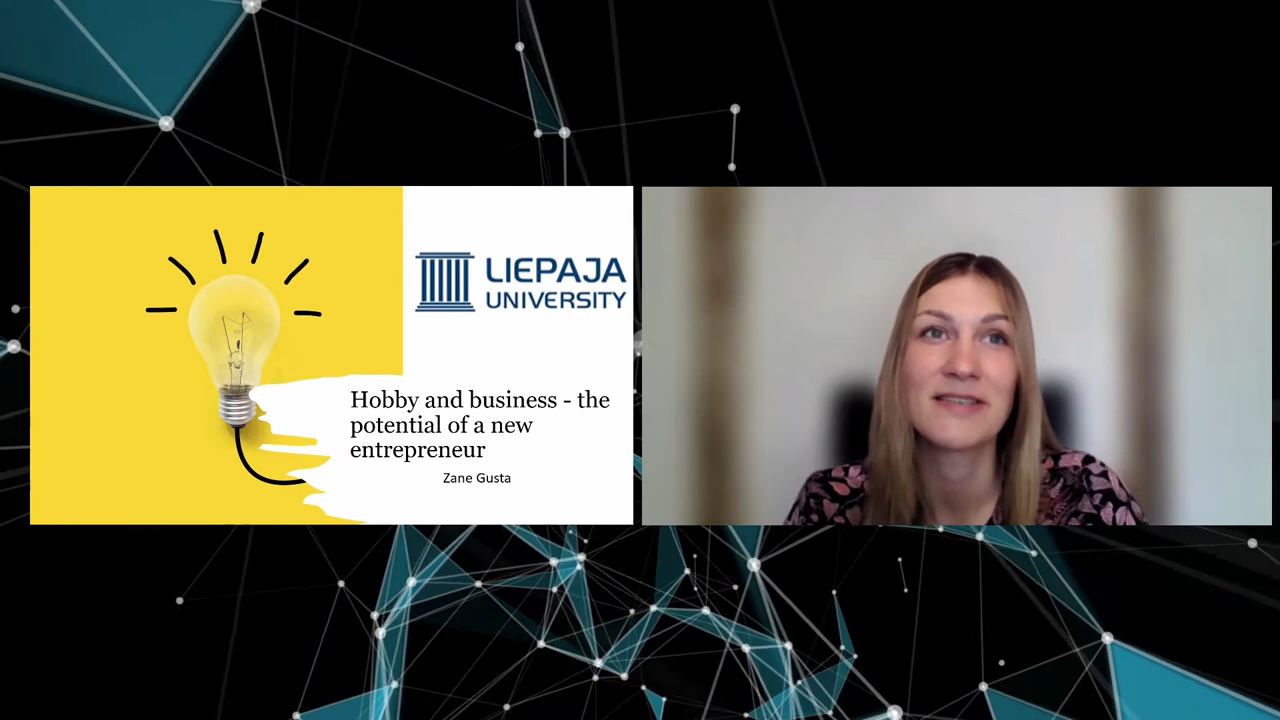 LIEPAJA
UNIVERSITY
Hobby and business - the
potential of a new
entrepreneur
Zane Gusta